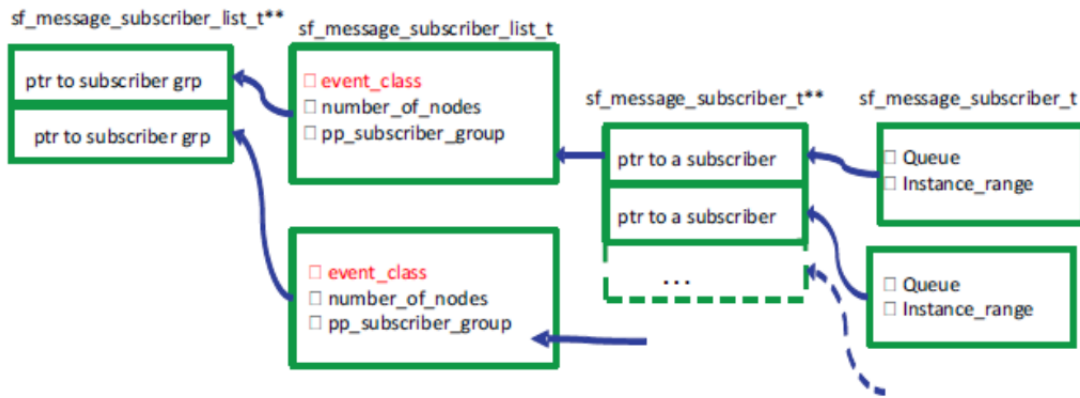 sf_message_subscriber_list_t**
ptr to subscriber grp
ptr to subscriber grp
sf_message_subscriber_list_t
event_class
number_of_nodes
pp_subscriber_group
event_class
number_of_nodes
pp_subscriber_group
sf_message_subscriber_t**
ptr to a subscriber
ptr to a subscriber
...
sf_message_subscriber_t
Queue
Instance_range
Queue
Instance_range